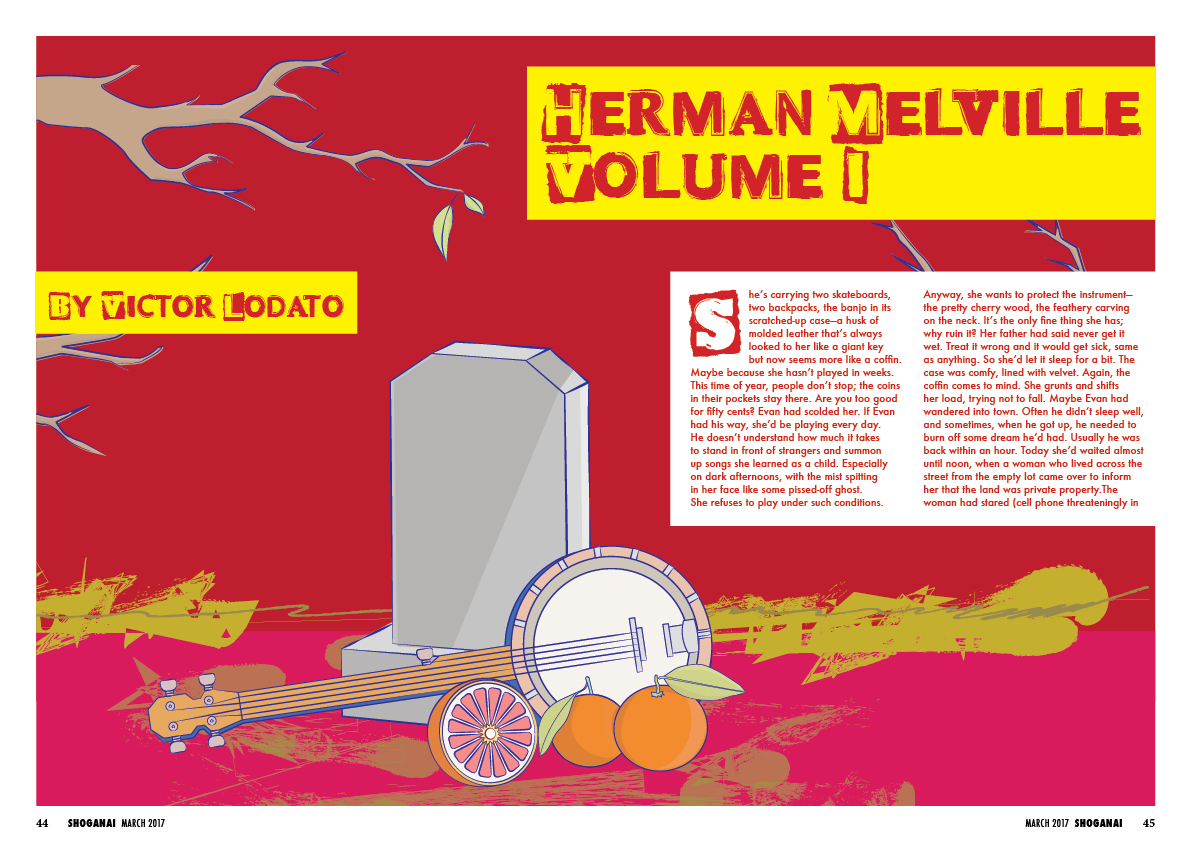 HERMAN MELVILLE
VOLUME I
BY VICTOR LODATO
She's carrying two skateboards,
two backpacks, the banjo in its
scratched-up case—a husk of
molded leather that's always
looked to her like a giant key
but now seems more like a coffin.
Maybe because she hasn't played in weeks.
This time of year, people don't stop; the coins
in their pockets stay there. Are you too good
for fifty cents? Evan had scolded her. If Evan
had his way, she'd be playing every day.
He doesn't understand how much it takes
to stand in front of strangers and summon
up songs she learned as a child. Especially
on dark afternoons, with the mist spitting
in her face like some pissed-off ghost.
She refuses to play under such conditions.
Anyway, she wants to protect the instrument—
the pretty cherry wood, the feathery carving
on the neck. It's the only fine thing she has;
why ruin it? Her father had said never get it
wet. Treat it wrong and it would get sick, same
as anything. So she'd let it sleep for a bit. The
case was comfy, lined with velvet. Again, the
coffin comes to mind. She grunts and shifts
her load, trying not to fall. Maybe Evan had
wandered into town. Often he didn't sleep well,
and sometimes, when he got up, he needed to
burn off some dream he'd had. Usually he was
back within an hour. Today she'd waited almost
until noon, when a woman who lived across the
street from the empty lot came over to inform
her that the land was private property.The
woman had stared (cell phone threateningly in
44 SHOGANAI MARCH 2017
MARCH 2017 SHOGANAI 45